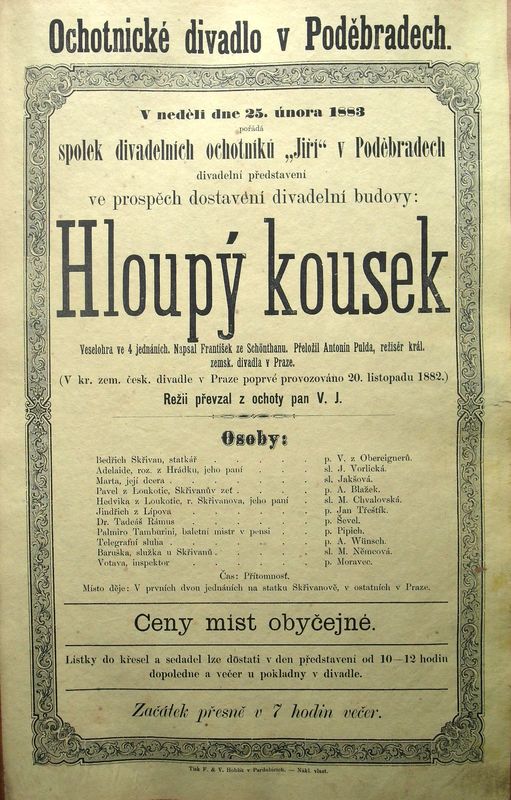 Ochotnické divadlo v Poděbradech.
V neděli dne 25. února 1883
pořádá
spolek divadelních ochotníků „Jiří“ v Poděbradech
divadelní představení
ve prospěch dostavení divadelní budovy:
Hloupý kousek
Veselohra ve 4 jednáních. Napsal František ze Schönthanu. Přeložil Antonín Pulda, režisér král.
zemsk. divadla v Praze.
(V kr. zem. česk. divadle v Praze poprvé provozováno 20. listopadu 1882.)
Režii převzal z ochoty pan V. J.
Osoby:
Bedřich Skřivan, statkář . . . . . . p. V. z Obereignerů.
Adelaide, roz. z Hrádku, jeho paní . . . . sl. J. Vorlická.
Marta, její dcera . . . . . . . sl. Jakšová.
Pavel z Loukotic, Skřivanův zeť . . . . . p. A. Blažek.
Hedvika z Loukotic, r. Skřivanova, jeho paní . . sl. M. Chvalovská.
Jindřich z Lípova . . . . . . . p. Jan Třeštík.
Dr. Tadeáš Rámus . . . . . . . p. Ševel.
Palmiro Tamburini, baletní mistr v pensi . . . p. Pipich.
Telegrafní sluha . . . . . . . p. A. Wünsch.
Baruška, služka u Skřivanů . . . . . . sl. M. Němcová.
Votava, inspektor . . . . . . . p. Moravec.
Čas: Přítomnosť.
Místo děje: V prvních dvou jednáních na statku Skřivanově, v ostatních v Praze.
Ceny míst obyčejné.
Lístky do křesel a sedadel lze dostati v den představení od 10—12 hodin
dopoledne a večer u pokladny v divadle.
Začátek přesně v 7 hodin večer.
Tisk F. & V. Hoblík v Pardubicích. — Nákl. vlast.